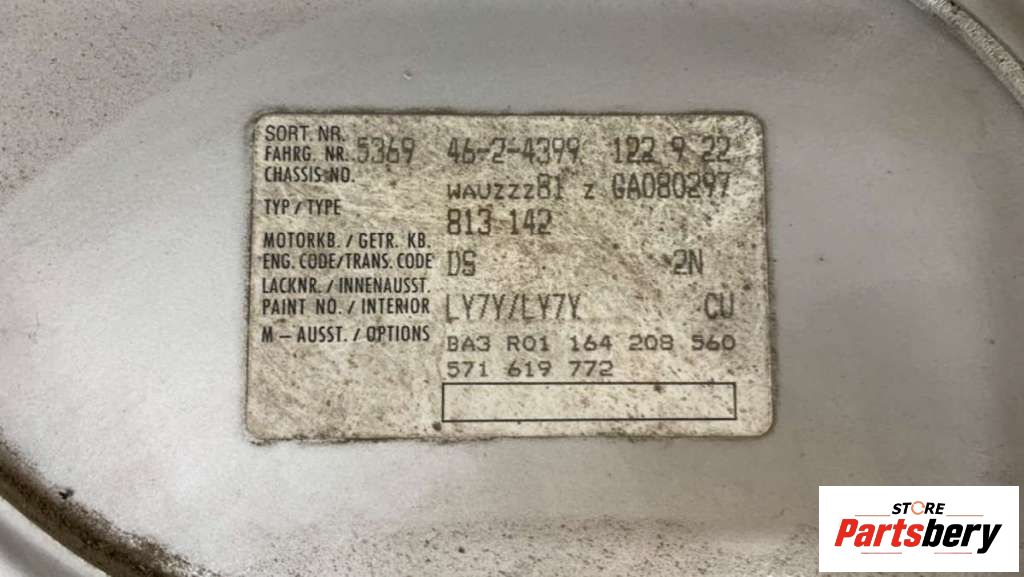 SORT NR.
FAHRG. NR. 5369 46-2-4399 122 9 22
CHASSIS NO.
WAUZZZ81 Z GA080297
TYP / TYPE
813 142
MOTORKB. / GETR. KB.
ENG. CODE/TRANS. CODE DS 2N
LACKNR. / INNENAUSST.
PAINT NO. / INTERIOR LY7Y/LY7Y CU
M – AUSST. / OPTIONS
BA3 R01 164 208 560
571 619 772
STORE
Partsbery